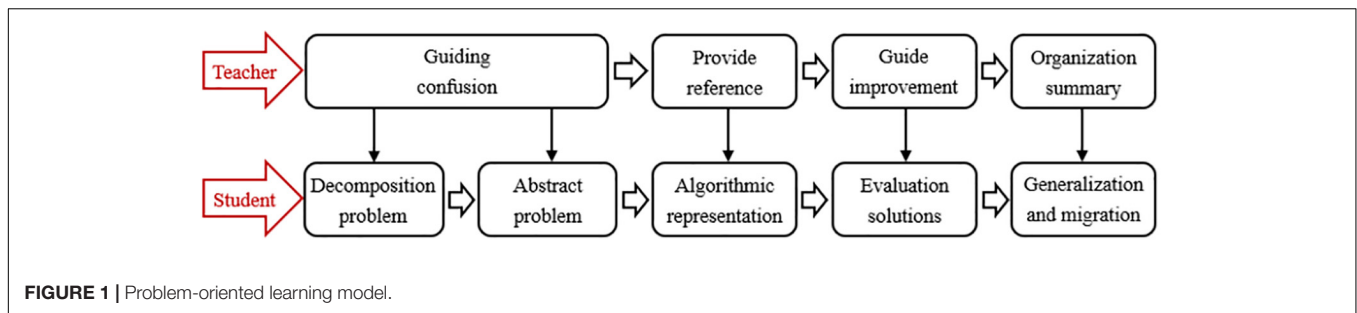 Teacher
Guiding
confusion
Provide
reference
Guide
improvement
Organization
summary
Student
Decomposition
problem
Abstract
problem
Algorithmic
representation
Evaluation
solutions
Generalization
and migration
FIGURE 1 | Problem-oriented learning model.